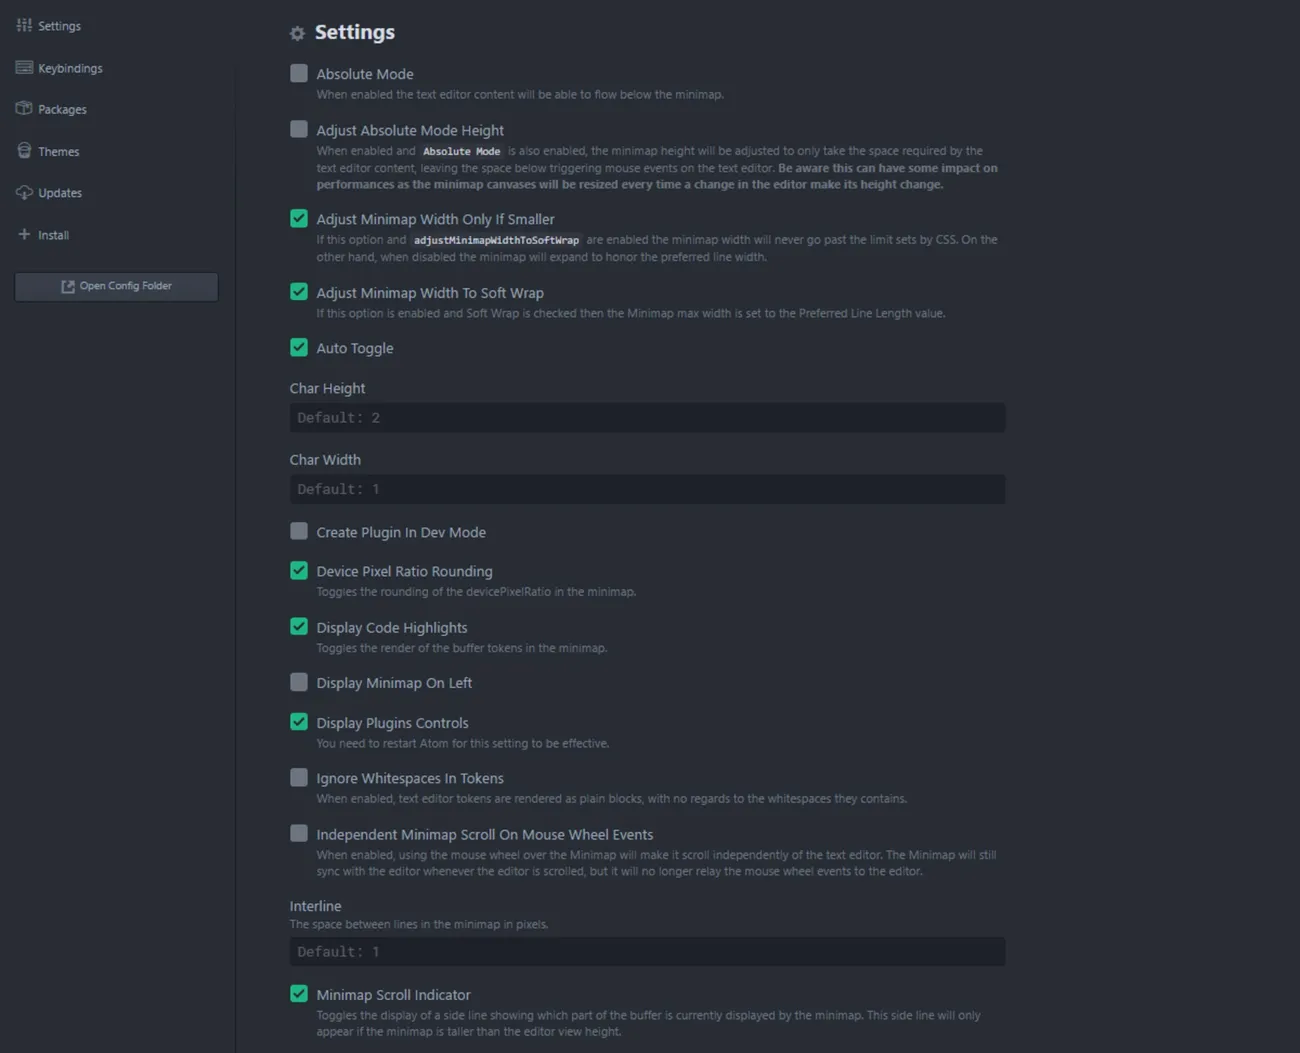 Settings
Keybindings
Packages
Themes
Updates
Install
Open Config Folder
Settings
Absolute Mode
When enabled the text editor content will be able to flow below the minimap.
Adjust Absolute Mode Height
When enabled and Absolute Mode is also enabled, the minimap height will be adjusted to only take the space required by the
text editor content, leaving the space below triggering mouse events on the text editor. Be aware this can have some impact on
performances as the minimap canvases will be resized every time a change in the editor make its height change.
Adjust Minimap Width Only If Smaller
If this option and adjustMinimapWidthToSoftWrap are enabled the minimap width will never go past the limit sets by CSS. On the
other hand, when disabled the minimap will expand to honor the preferred line width.
Adjust Minimap Width To Soft Wrap
If this option is enabled and Soft Wrap is checked then the Minimap max width is set to the Preferred Line Length value.
Auto Toggle
Char Height
Default: 2
Char Width
Default: 1
Create Plugin In Dev Mode
Device Pixel Ratio Rounding
Toggles the rounding of the devicePixelRatio in the minimap.
Display Code Highlights
Toggles the render of the buffer tokens in the minimap.
Display Minimap On Left
Display Plugins Controls
You need to restart Atom for this setting to be effective.
Ignore Whitespaces In Tokens
When enabled, text editor tokens are rendered as plain blocks, with no regards to the whitespaces they contains.
Independent Minimap Scroll On Mouse Wheel Events
When enabled, using the mouse wheel over the Minimap will make it scroll independently of the text editor. The Minimap will still
sync with the editor whenever the editor is scrolled, but it will no longer relay the mouse wheel events to the editor.
Interline
The space between lines in the minimap in pixels.
Default: 1
Minimap Scroll Indicator
Toggles the display of a side line showing which part of the buffer is currently displayed by the minimap. This side line will only
appear if the minimap is taller than the editor view height.